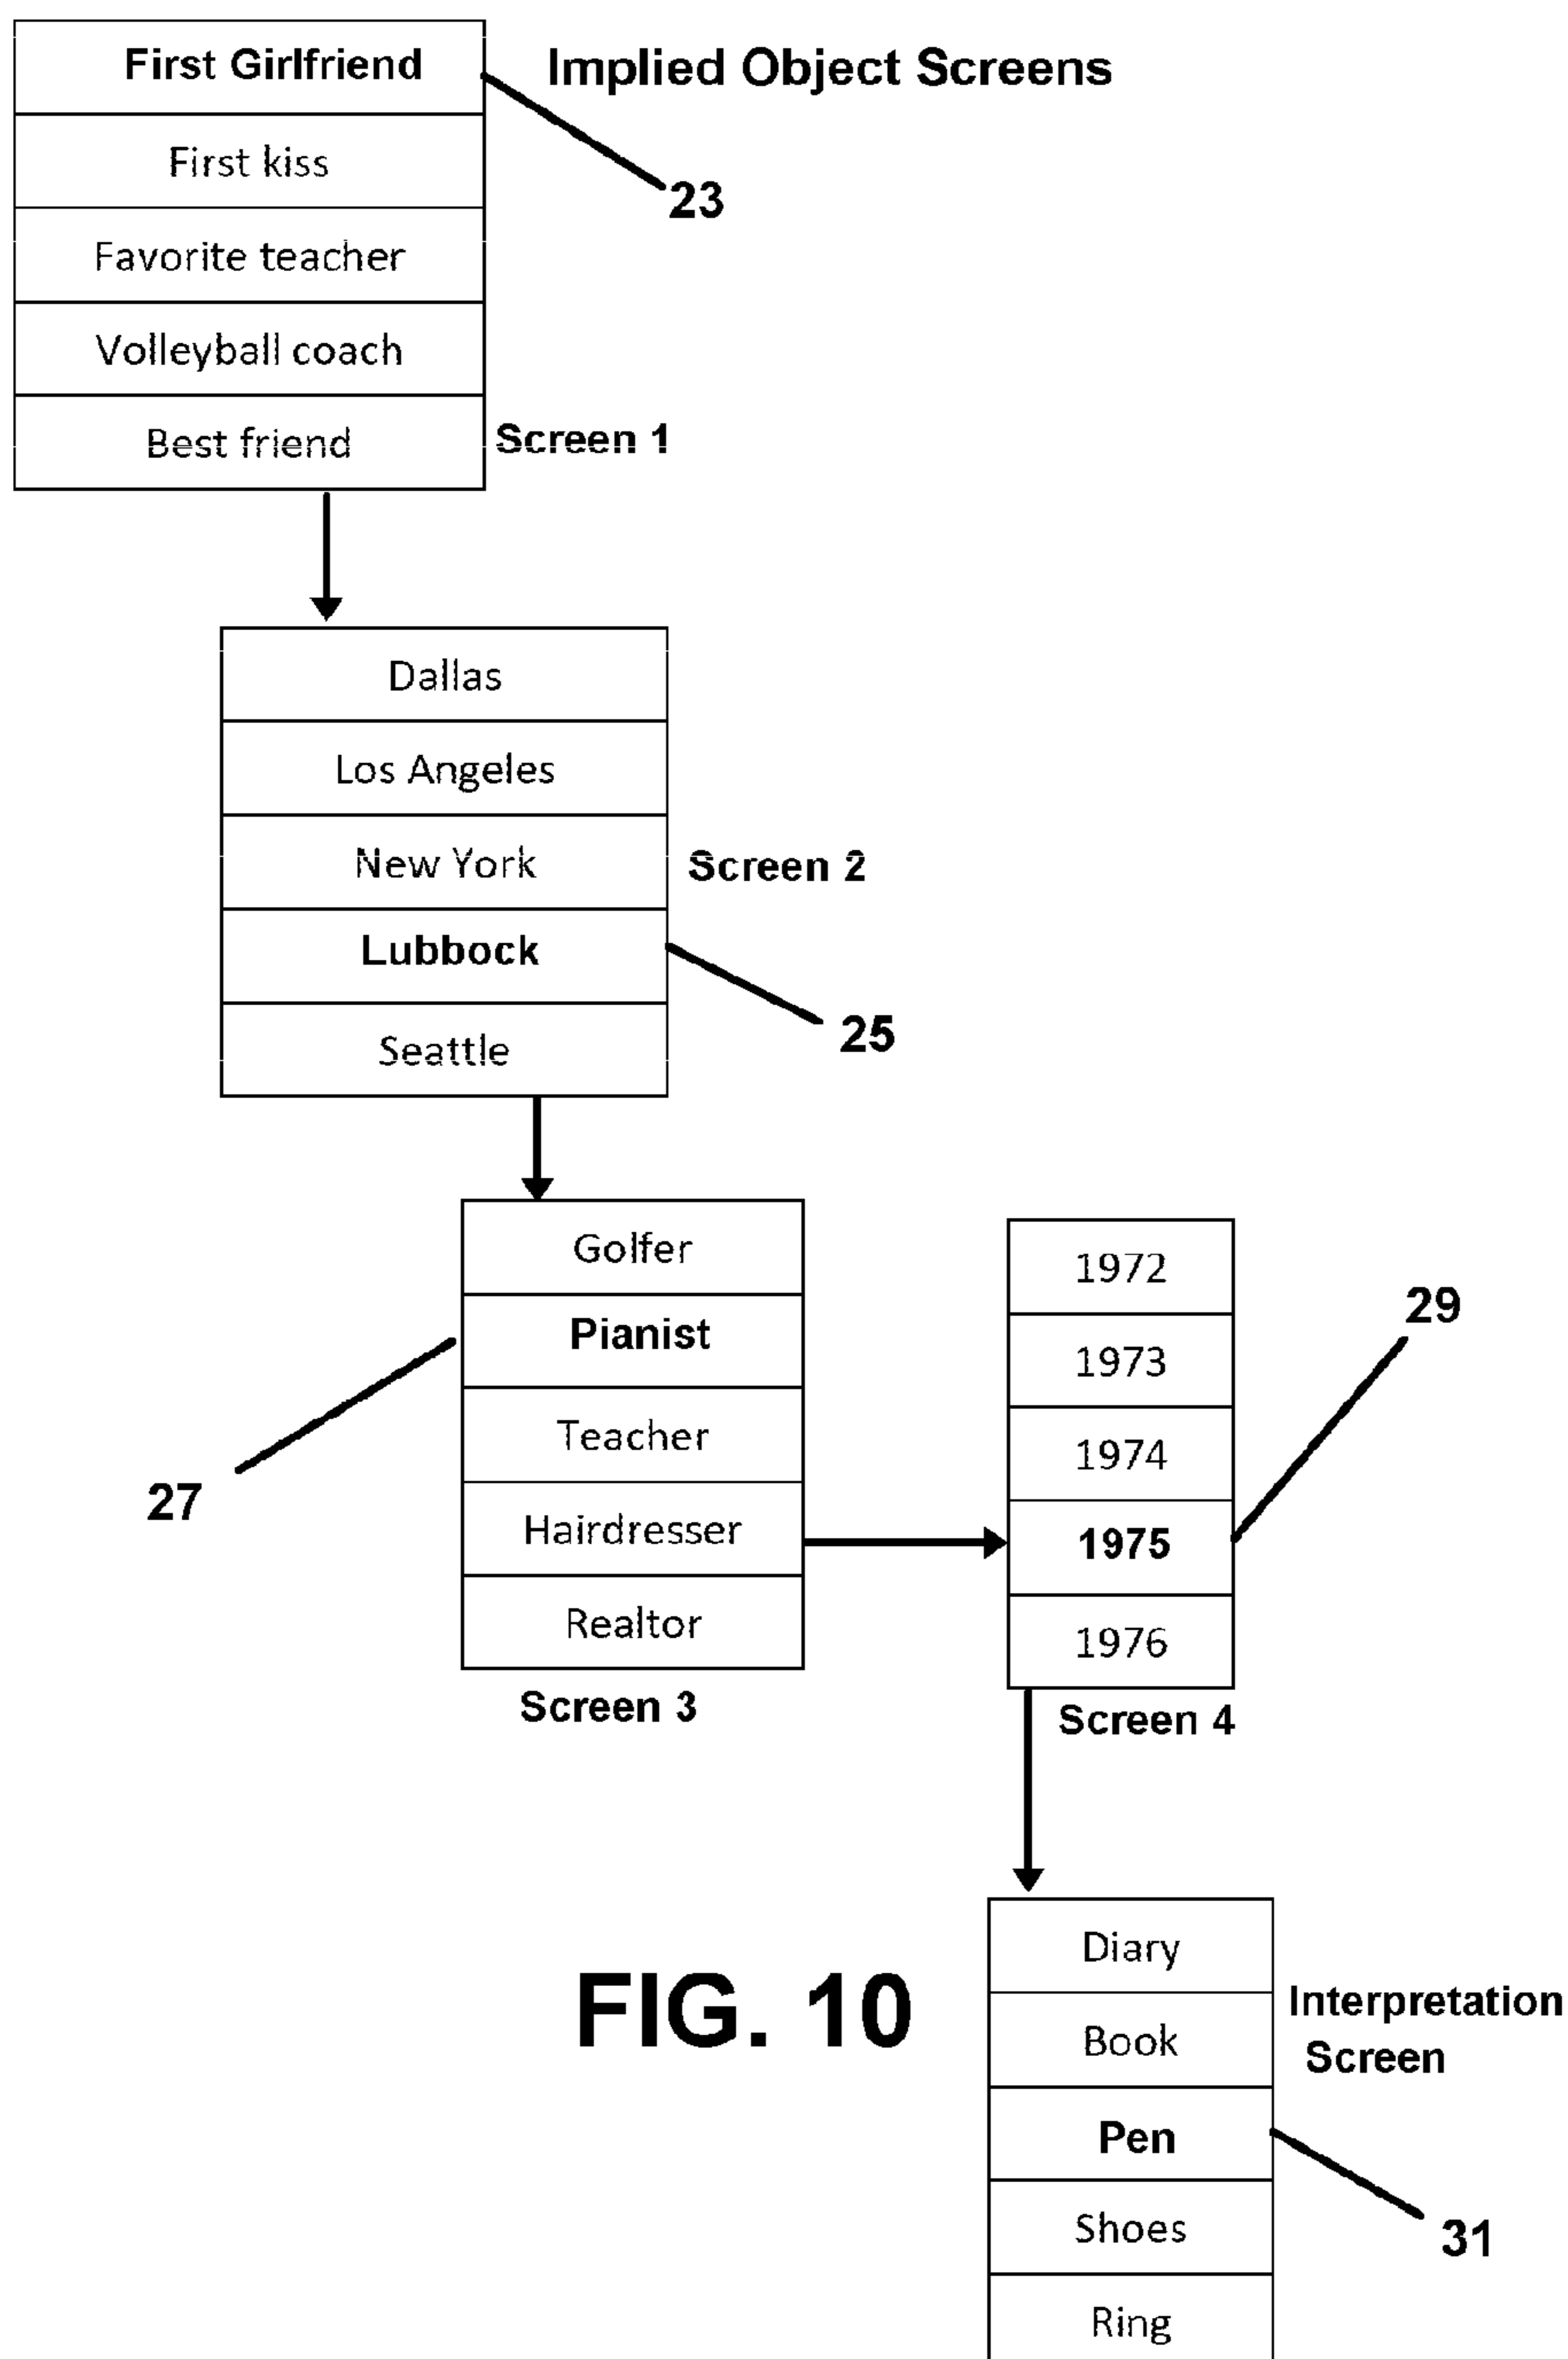 First Girlfriend
Implied Object Screens
First kiss
23
Favorite teacher
Volleyball coach
Best friend
Screen 1
Dallas
Los Angeles
New York
Screen 2
Lubbock
25
Seattle
Golfer
Pianist
Teacher
Hairdresser
Realtor
27
Screen 3
1972
1973
1974
1975
1976
29
Screen 4
Diary
Book
Pen
Shoes
Ring
Interpretation
Screen
31
FIG. 10